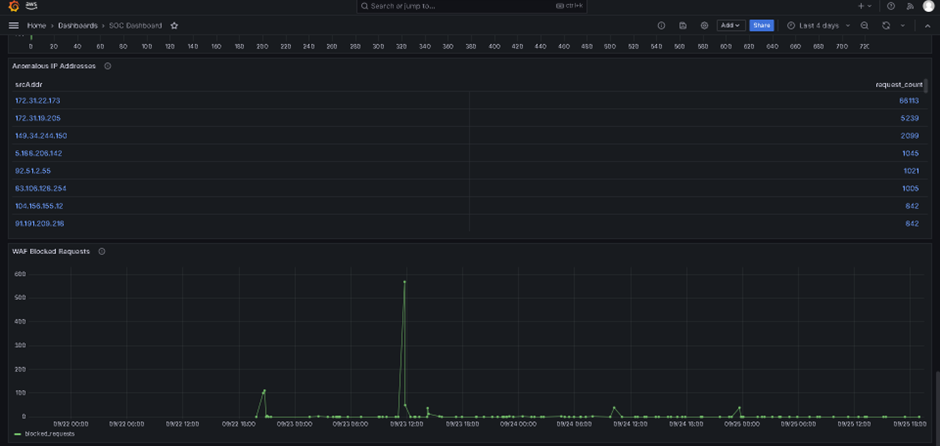 aws
Search or jump to...
ctrl+K
Home > Dashboards > SOC Dashboard
Add
Share
Last 4 days
0 20 40 60 80 100 120 140 160 180 200 220 240 260 280 300 320 340 360 380 400 420 440 460 480 500 520 540 560 580 600 620 640 660 680 700 72
Anomalous IP Addresses
srcAddr request_count
172.31.22.173 66113
172.31.19.205 5239
149.34.244.150 2099
5.188.206.142 1045
92.51.2.55 1021
63.106.126.254 1005
104.156.155.12 642
91.191.209.216 642
WAF Blocked Requests
600
500
400
300
200
100
0
09/22 00:00 09/22 06:00 09/22 12:00 09/22 18:00 09/23 00:00 09/23 06:00 09/23 12:00 09/23 18:00 09/24 00:00 09/24 06:00 09/24 12:00 09/24 18:00 09/25 00:00 09/25 06:00 09/25 12:00 09/25 18:00
blocked_requests